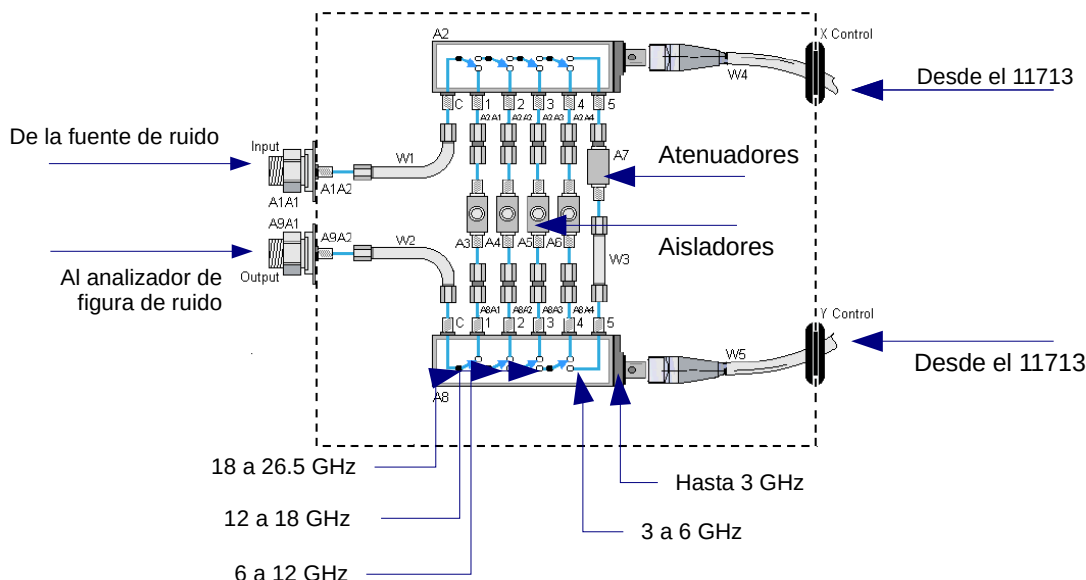 A2
X Control
W4
Desde el 11713
C 1 2 3 4 5
A2A1 A2A2 A2A3 A2A4
De la fuente de ruido
Input
W1
A7
Atenuadores
A1A2
A1A1
A9A1
A9A2
W2
A3 A4 A5 A6
Aisladores
W3
Output
Al analizador de
figura de ruido
A8A1 A8A2 A8A3 A8A4
C 1 2 3 4 5
Y Control
W5
Desde el 11713
A8
18 a 26.5 GHz
Hasta 3 GHz
12 a 18 GHz
3 a 6 GHz
6 a 12 GHz